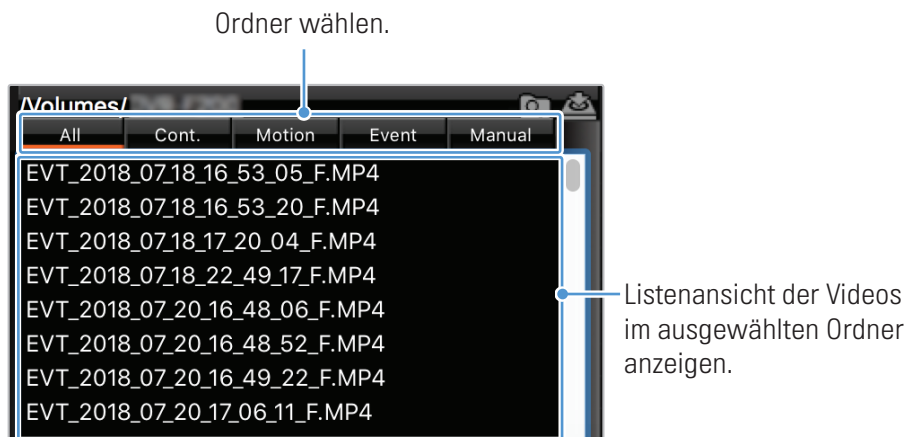 Ordner wählen.
/Volumes/
All Cont. Motion Event Manual
EVT_2018_07_18_16_53_05_F.MP4
EVT_2018_07_18_16_53_20_F.MP4
EVT_2018_07_18_17_20_04_F.MP4
EVT_2018_07_18_22_49_17_F.MP4
EVT_2018_07_20_16_48_06_F.MP4
EVT_2018_07_20_16_48_52_F.MP4
EVT_2018_07_20_16_49_22_F.MP4
EVT_2018_07_20_17_06_11_F.MP4
Listenansicht der Videos
im ausgewählten Ordner
anzeigen.